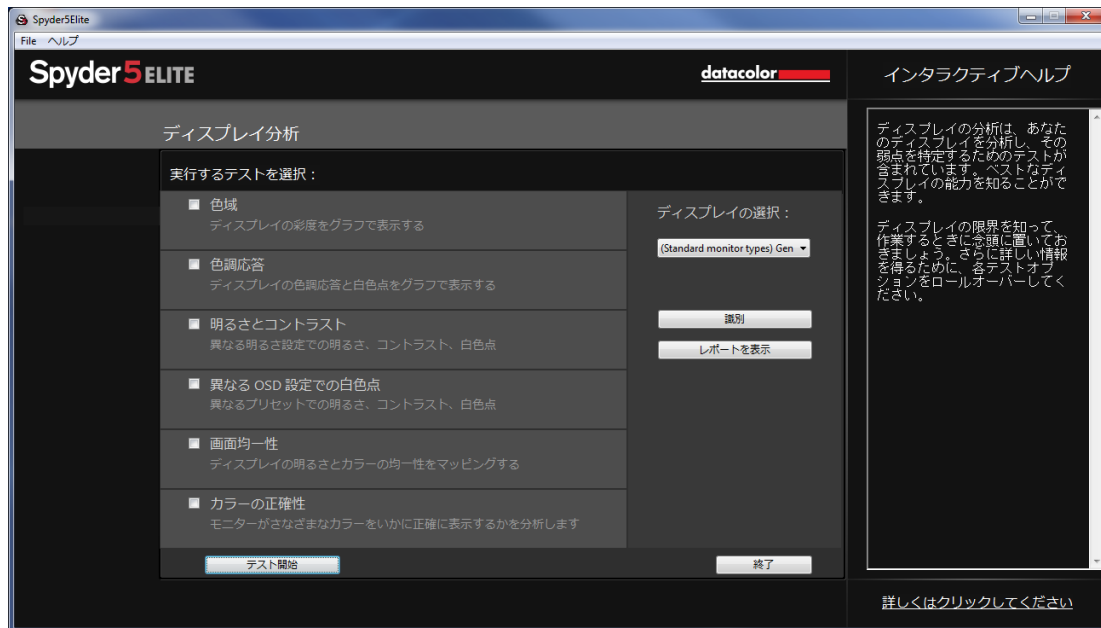 Spyder5Elite
File ヘルプ
Spyder5ELITE
datacolor
インタラクティブヘルプ
ディスプレイ分析
実行するテストを選択：
色域
ディスプレイの彩度をグラフで表示する
色調応答
ディスプレイの色調応答と白色点をグラフで表示する
明るさとコントラスト
異なる明るさ設定での明るさ、コントラスト、白色点
異なる OSD 設定での白色点
異なるプリセットでの明るさ、コントラスト、白色点
画面均一性
ディスプレイの明るさとカラーの均一性をマッピングする
カラーの正確性
モニターがさなざまなカラーをいかに正確に表示するかを分析します
テスト開始
ディスプレイの選択：
(Standard monitor types) Gen
識別
レポートを表示
終了
ディスプレイの分析は、あなた
のディスプレイを分析し、その
弱点を特定するためのテストが
含まれています。ベストなディ
スプレイの能力を知ることがで
きます。
ディスプレイの限界を知って、
作業するときに念頭に置いてお
きましょう。さらに詳しい情報
を得るために、各テストオプ
ションをロールオーバーしてく
ださい。
詳しくはクリックしてください